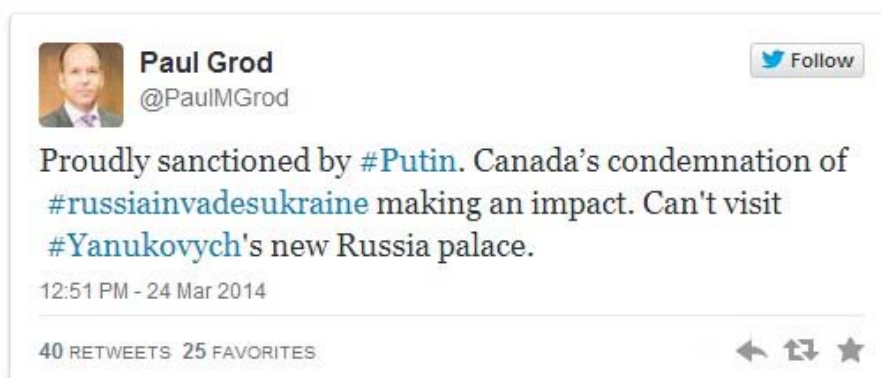 Paul Grod
Follow
@PaulMGrod
Proudly sanctioned by #Putin. Canada’s condemnation of
#russiainvadesukraine making an impact. Can't visit
#Yanukovych's new Russia palace.
12:51 PM - 24 Mar 2014
40 RETWEETS 25 FAVORITES